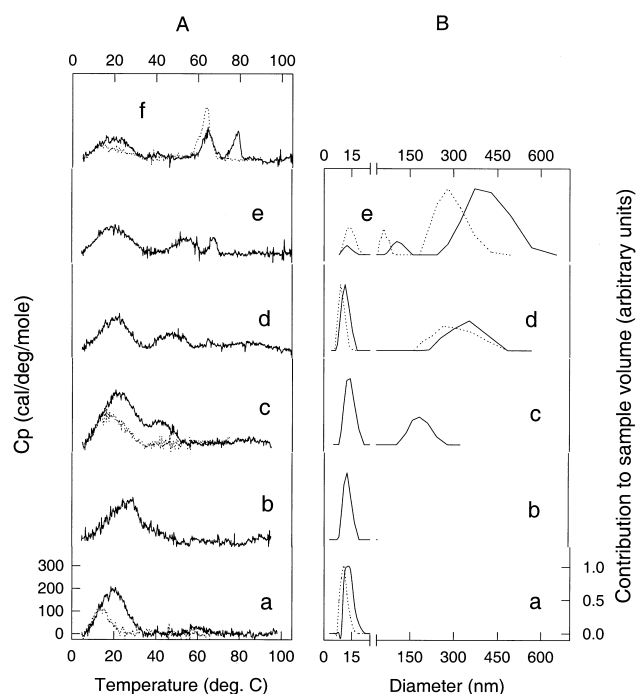 A
B
0 20 40 60 80 100
f
0 15 150 300 450 600
e
e
d
d
c
c
b
b
300
200
100
0
a
a
1.0
0.5
0.0
0 20 40 60 80 100
0 15 150 300 450 600
Temperature (deg. C)
Diameter (nm)
Cp (cal/deg/mole)
Contribution to sample volume (arbitrary units)